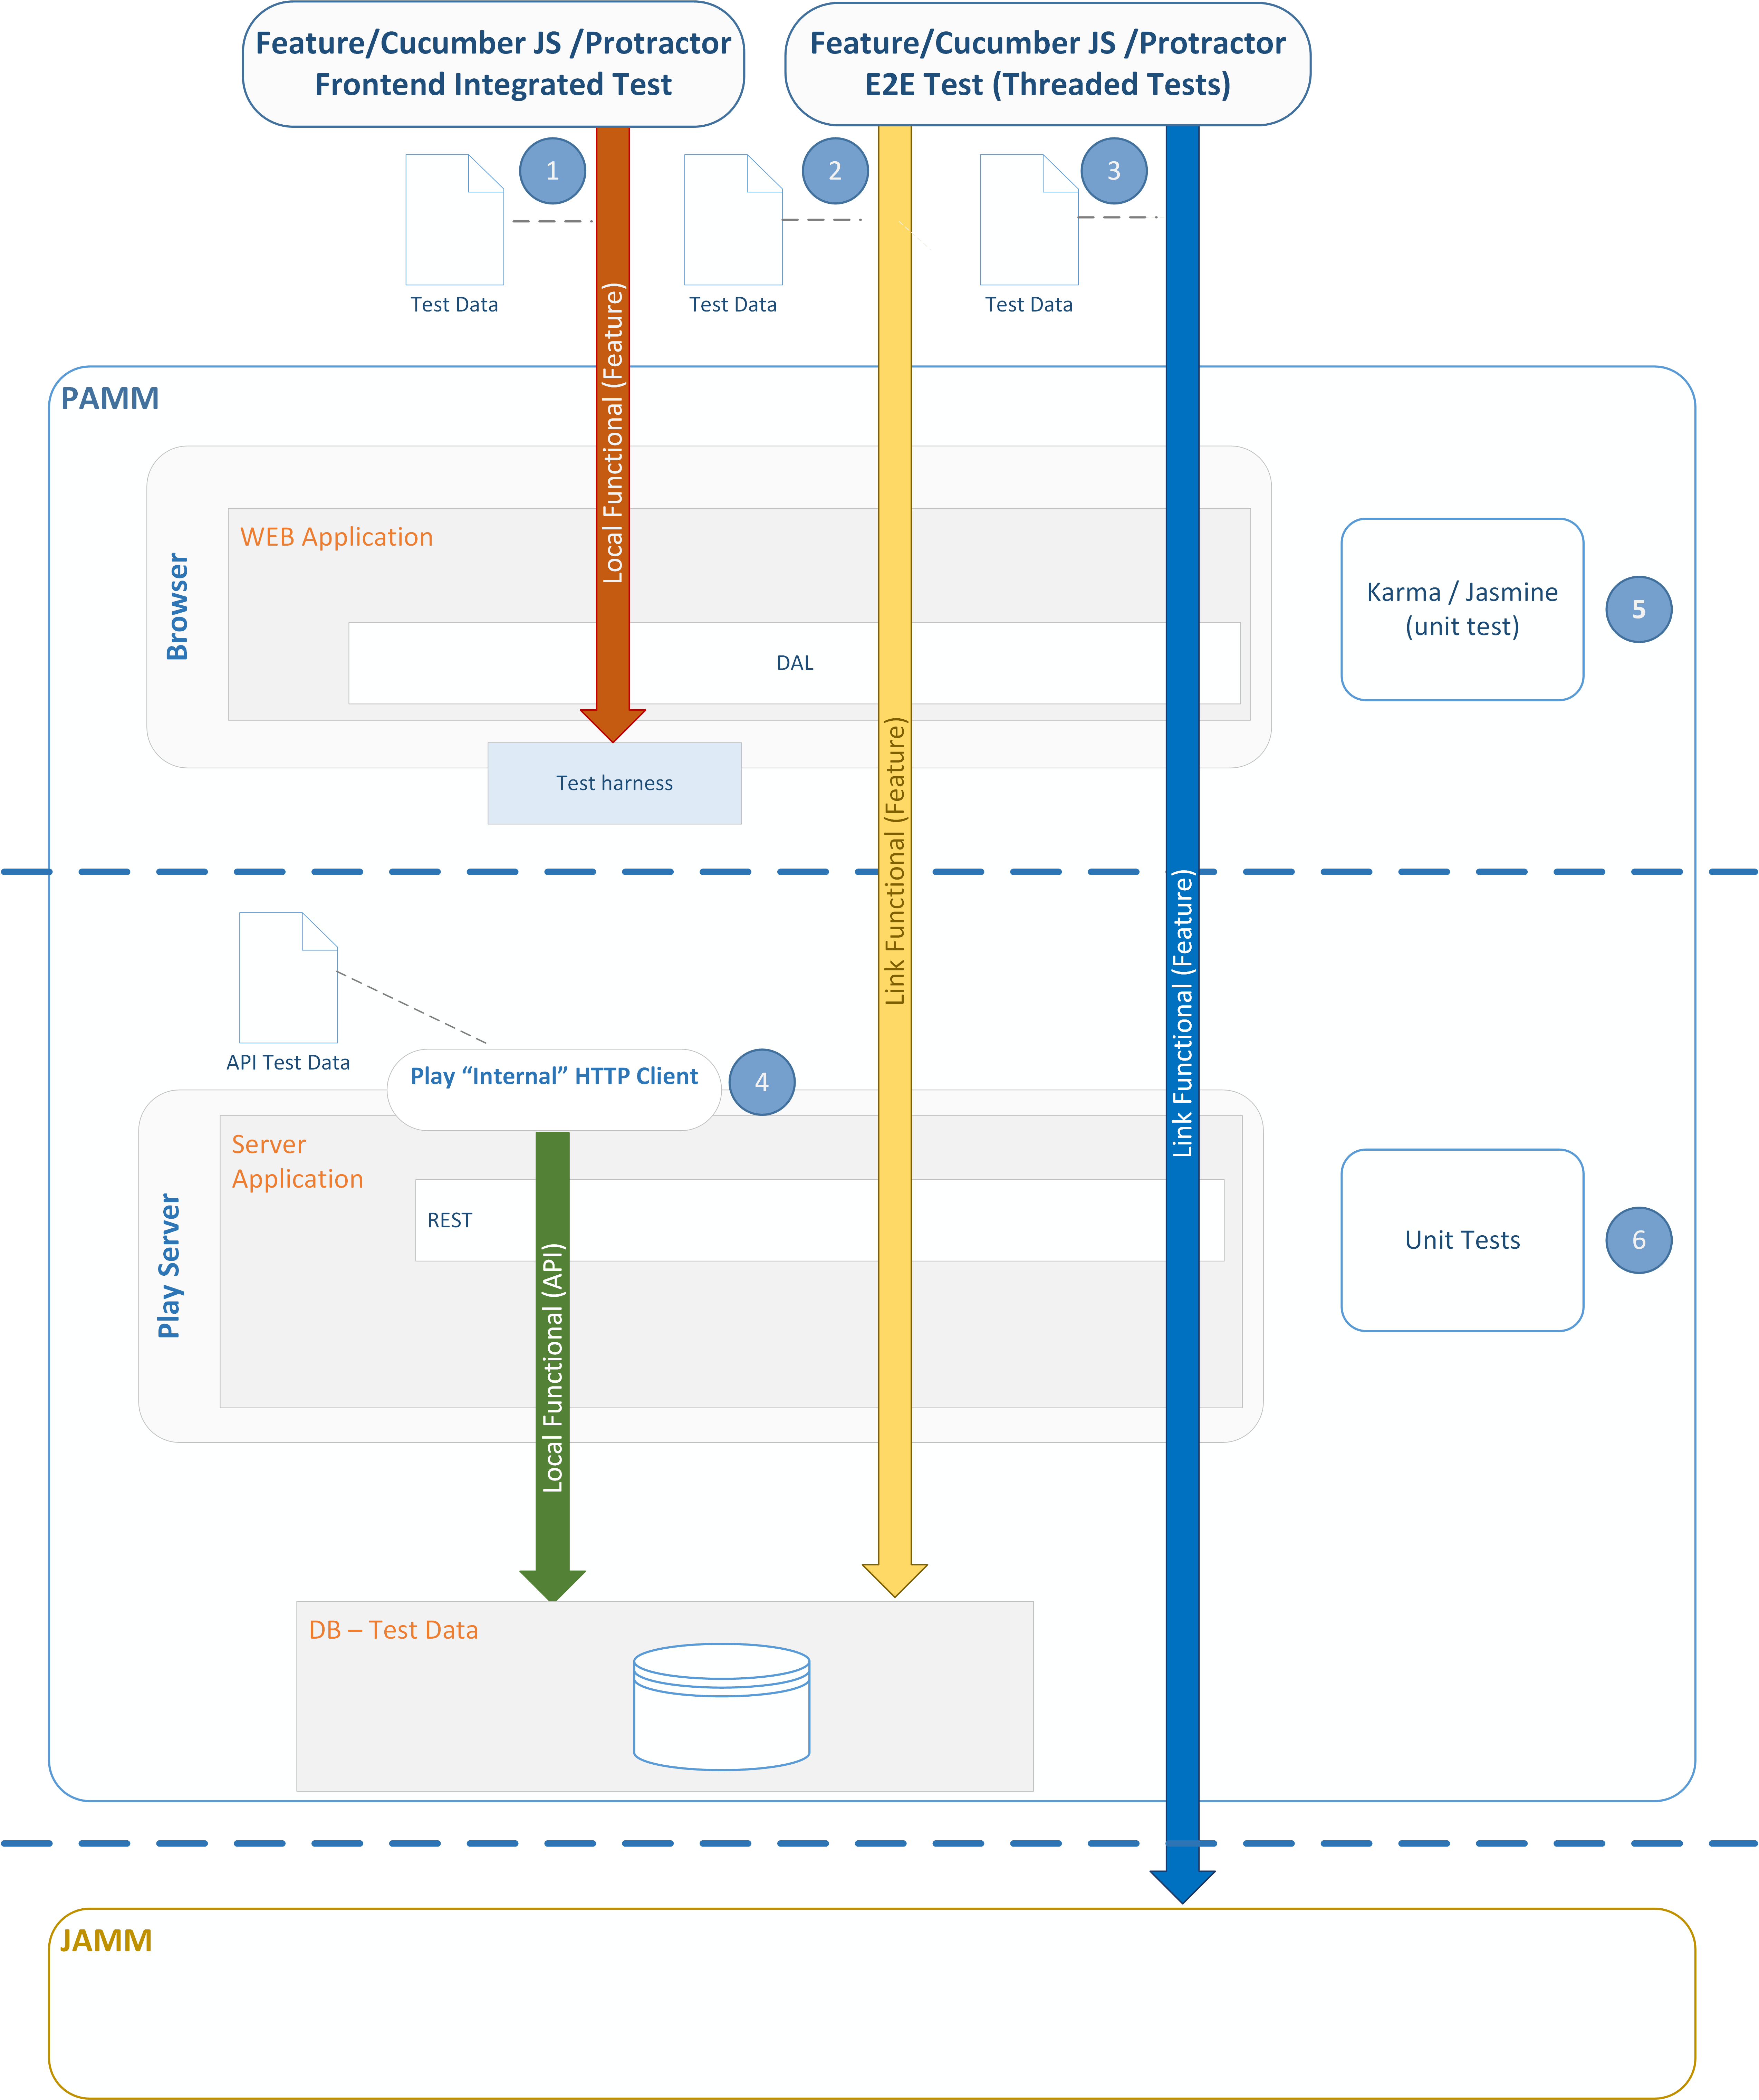 Feature/Cucumber JS /Protractor
Frontend Integrated Test
Feature/Cucumber JS /Protractor
E2E Test (Threaded Tests)
1
2
3
Test Data
Test Data
Test Data
Local Functional (Feature)
PAMM
Browser
WEB Application
DAL
Karma / Jasmine
(unit test)
5
Test harness
Link Functional (Feature)
Link Functional (Feature)
API Test Data
Play “Internal” HTTP Client
4
Play Server
Server
Application
REST
Local Functional (API)
Unit Tests
6
DB – Test Data
JAMM